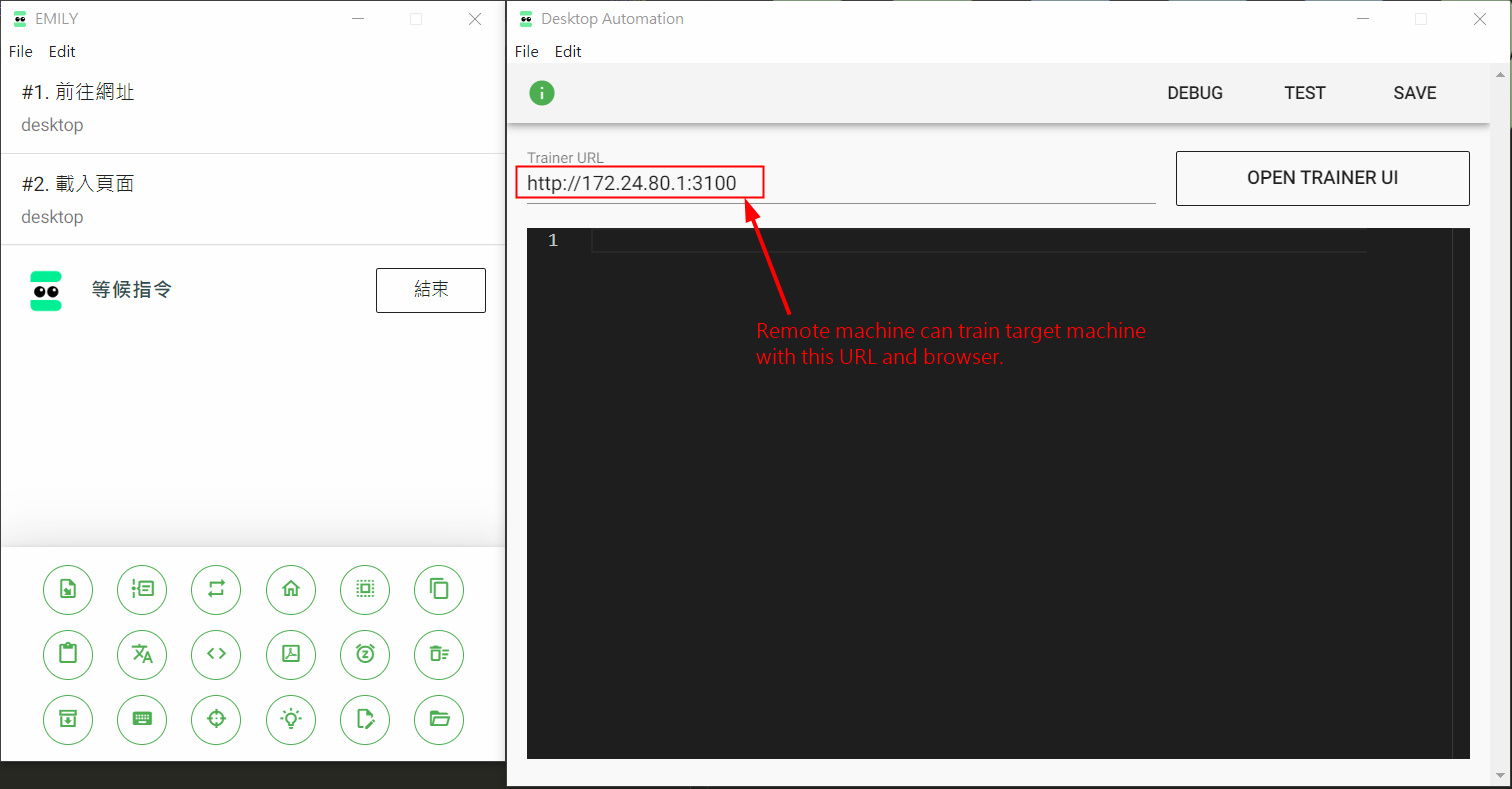 EMILY
File Edit
#1. 前往網址
desktop
#2. 載入頁面
desktop
等候指令
結束
Desktop Automation
File Edit
DEBUG TEST SAVE
Trainer URL
http://172.24.80.1:3100
OPEN TRAINER UI
1
Remote machine can train target machine
with this URL and browser.